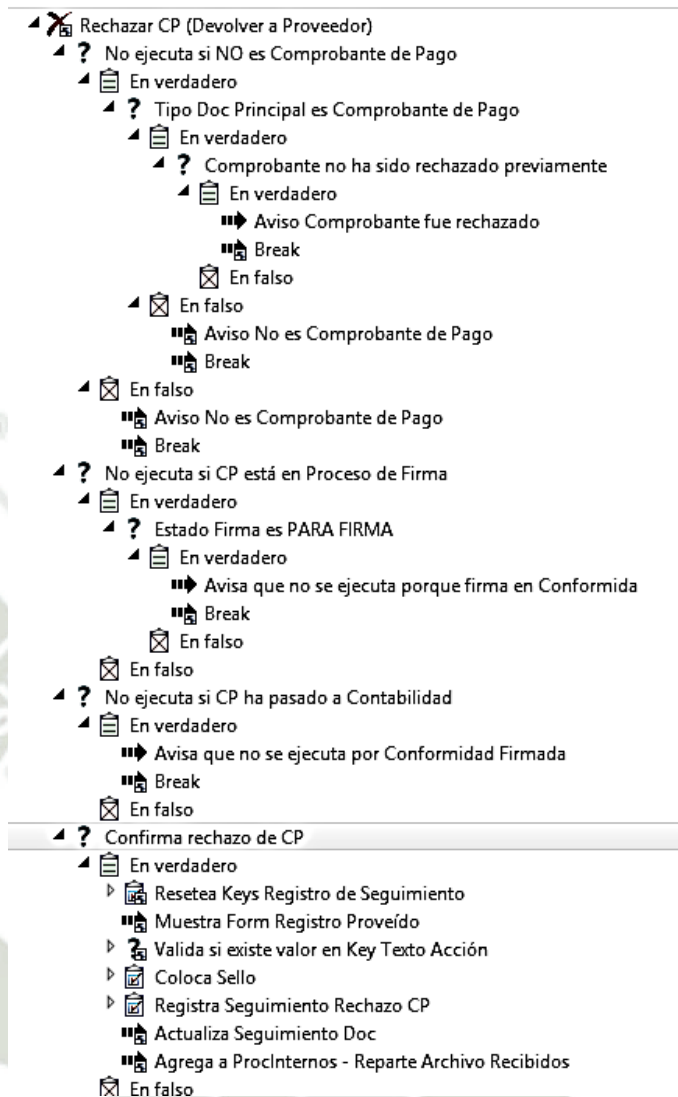 Rechazar CP (Devolver a Proveedor)
? No ejecuta si NO es Comprobante de Pago
En verdadero
? Tipo Doc Principal es Comprobante de Pago
En verdadero
? Comprobante no ha sido rechazado previamente
En verdadero
Aviso Comprobante fue rechazado
Break
En falso
En falso
Aviso No es Comprobante de Pago
Break
En falso
Aviso No es Comprobante de Pago
Break
? No ejecuta si CP está en Proceso de Firma
En verdadero
? Estado Firma es PARA FIRMA
En verdadero
Avisa que no se ejecuta porque firma en Conformida
Break
En falso
En falso
? No ejecuta si CP ha pasado a Contabilidad
En verdadero
Avisa que no se ejecuta por Conformidad Firmada
Break
En falso
? Confirma rechazo de CP
En verdadero
Resetea Keys Registro de Seguimiento
Muestra Form Registro Proveído
? Valida si existe valor en Key Texto Acción
Coloca Sello
Registra Seguimiento Rechazo CP
Actualiza Seguimiento Doc
Agrega a ProcInternos - Reparte Archivo Recibidos
En falso